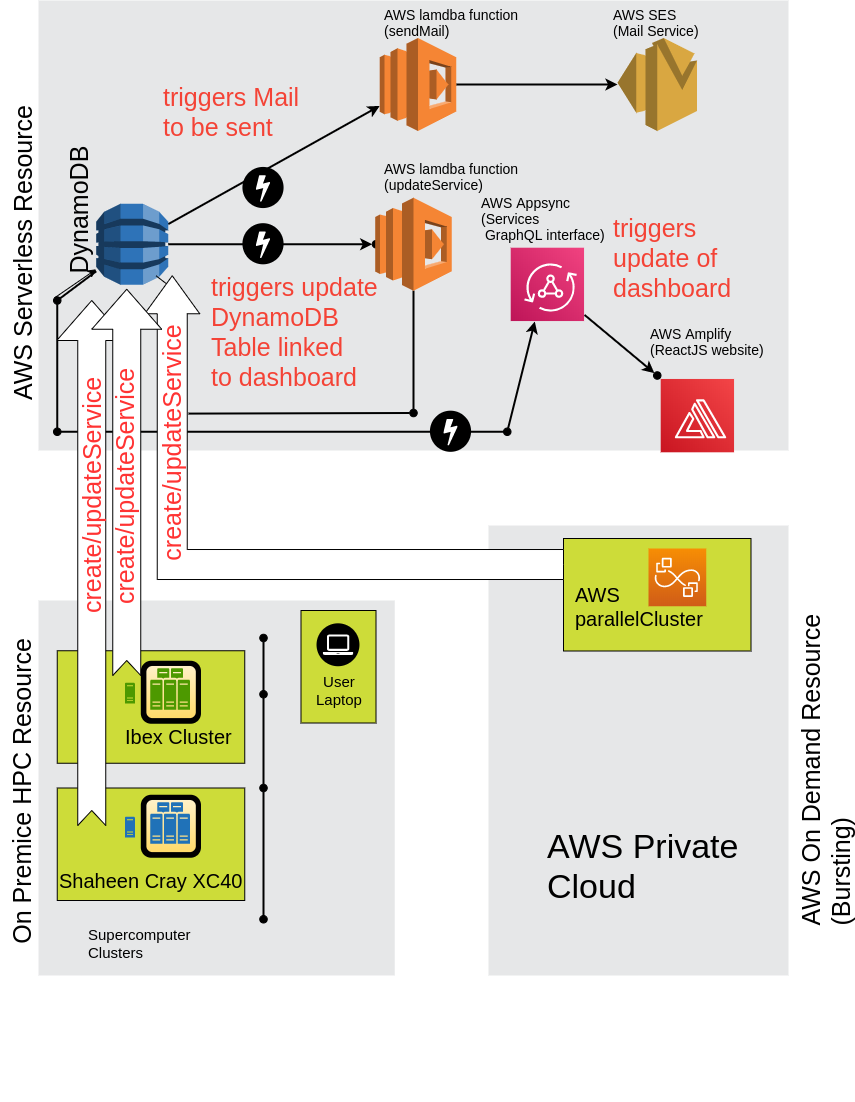 AWS lamdba function
(sendMail)
AWS SES
(Mail Service)
triggers Mail
to be sent
AWS Serverless Resource
DynamoDB
AWS lamdba function
(updateService)
AWS Appsync
(Services
GraphQL interface)
triggers
update of
dashboard
triggers update
DynamoDB
Table linked
to dashboard
AWS Amplify
(ReactJS website)
create/updateService
create/updateService
create/updateService
AWS
parallelCluster
On Premice HPC Resource
User
Laptop
Ibex Cluster
Shaheen Cray XC40
Supercomputer
Clusters
AWS Private
Cloud
AWS On Demand Resource
(Bursting)